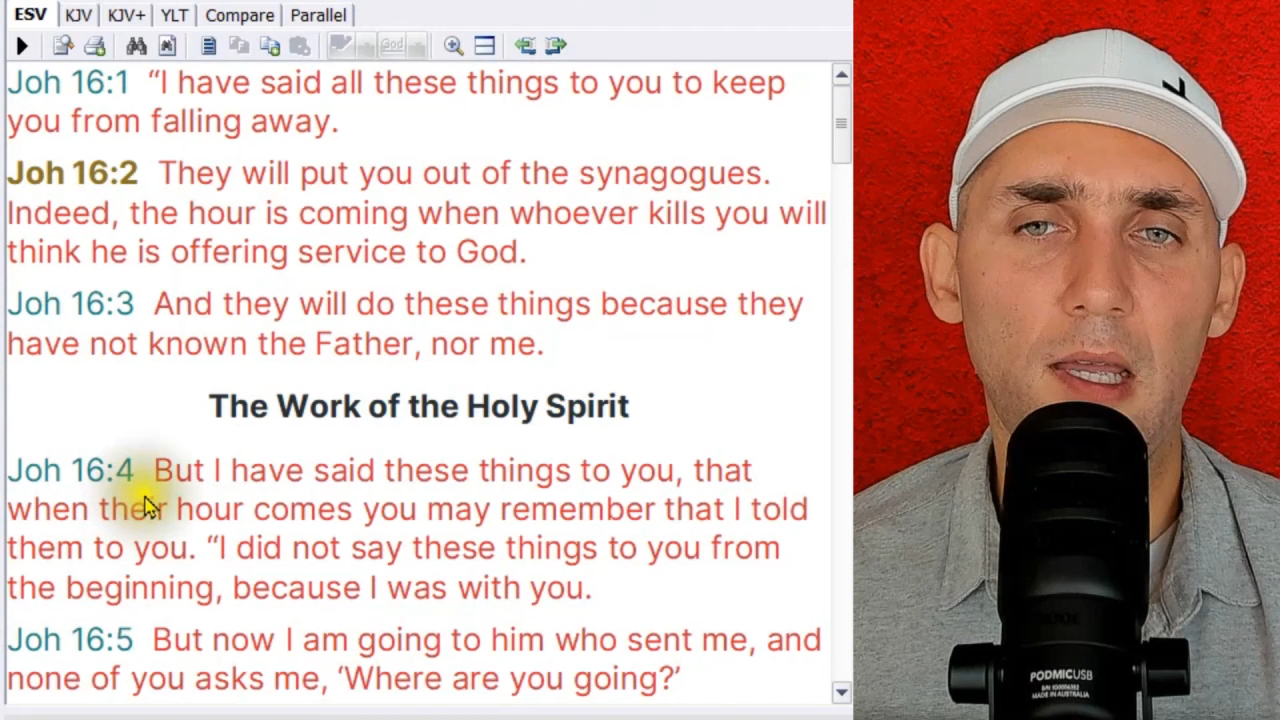 ESV KJV KJV+ YLT Compare Parallel
God
Joh 16:1 “I have said all these things to you to keep
you from falling away.
Joh 16:2 They will put you out of the synagogues.
Indeed, the hour is coming when whoever kills you will
think he is offering service to God.
Joh 16:3 And they will do these things because they
have not known the Father, nor me.
The Work of the Holy Spirit
Joh 16:4 But I have said these things to you, that
when their hour comes you may remember that I told
them to you. “I did not say these things to you from
the beginning, because I was with you.
Joh 16:5 But now I am going to him who sent me, and
none of you asks me, ‘Where are you going?’
PODMICUSB
MADE IN AUSTRALIA